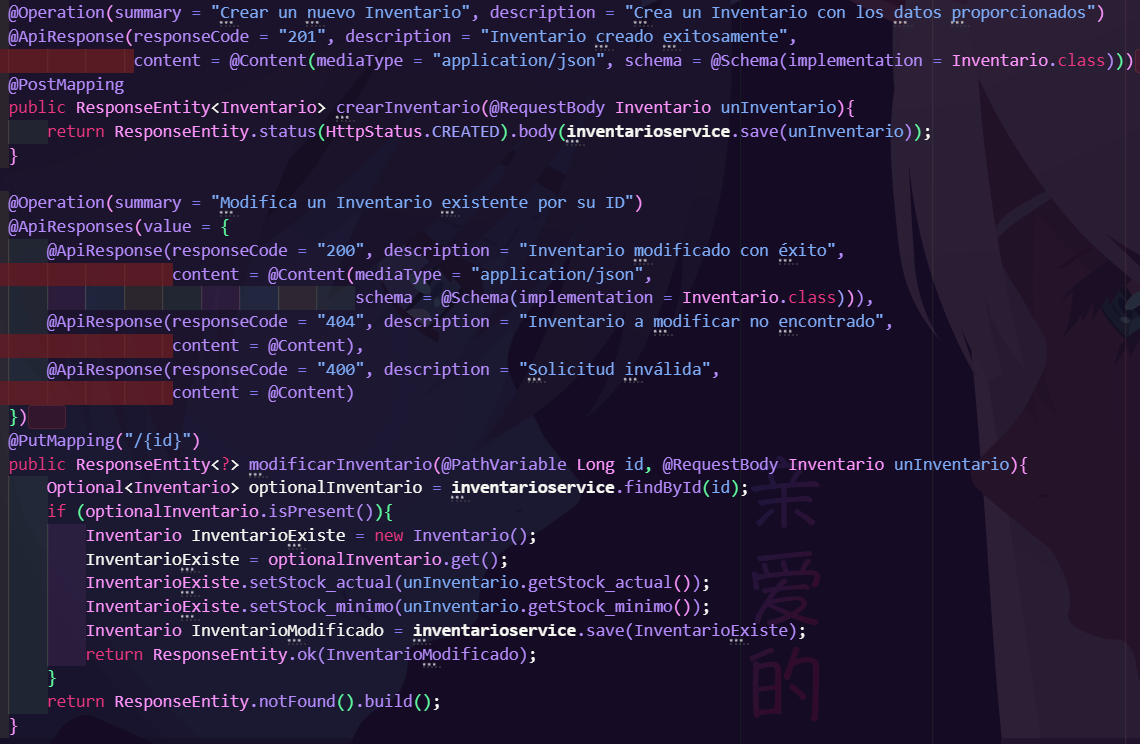 @Operation(summary = "Crear un nuevo Inventario", description = "Crea un Inventario con los datos proporcionados")
@ApiResponse(responseCode = "201", description = "Inventario creado exitosamente",
content = @Content(mediaType = "application/json", schema = @Schema(implementation = Inventario.class)))
@PostMapping
public ResponseEntity<Inventario> crearInventario(@RequestBody Inventario unInventario){
return ResponseEntity.status(HttpStatus.CREATED).body(inventarioservice.save(unInventario));
}
@Operation(summary = "Modifica un Inventario existente por su ID")
@ApiResponses(value = {
@ApiResponse(responseCode = "200", description = "Inventario modificado con éxito",
content = @Content(mediaType = "application/json",
schema = @Schema(implementation = Inventario.class))),
@ApiResponse(responseCode = "404", description = "Inventario a modificar no encontrado",
content = @Content),
@ApiResponse(responseCode = "400", description = "Solicitud inválida",
content = @Content)
})
@PutMapping("/{id}")
public ResponseEntity<?> modificarInventario(@PathVariable Long id, @RequestBody Inventario unInventario){
Optional<Inventario> optionalInventario = inventarioservice.findById(id);
if (optionalInventario.isPresent()){
Inventario InventarioExiste = new Inventario();
InventarioExiste = optionalInventario.get();
InventarioExiste.setStock_actual(unInventario.getStock_actual());
InventarioExiste.setStock_minimo(unInventario.getStock_minimo());
Inventario InventarioModificado = inventarioservice.save(InventarioExiste);
return ResponseEntity.ok(InventarioModificado);
}
return ResponseEntity.notFound().build();
}
亲爱的